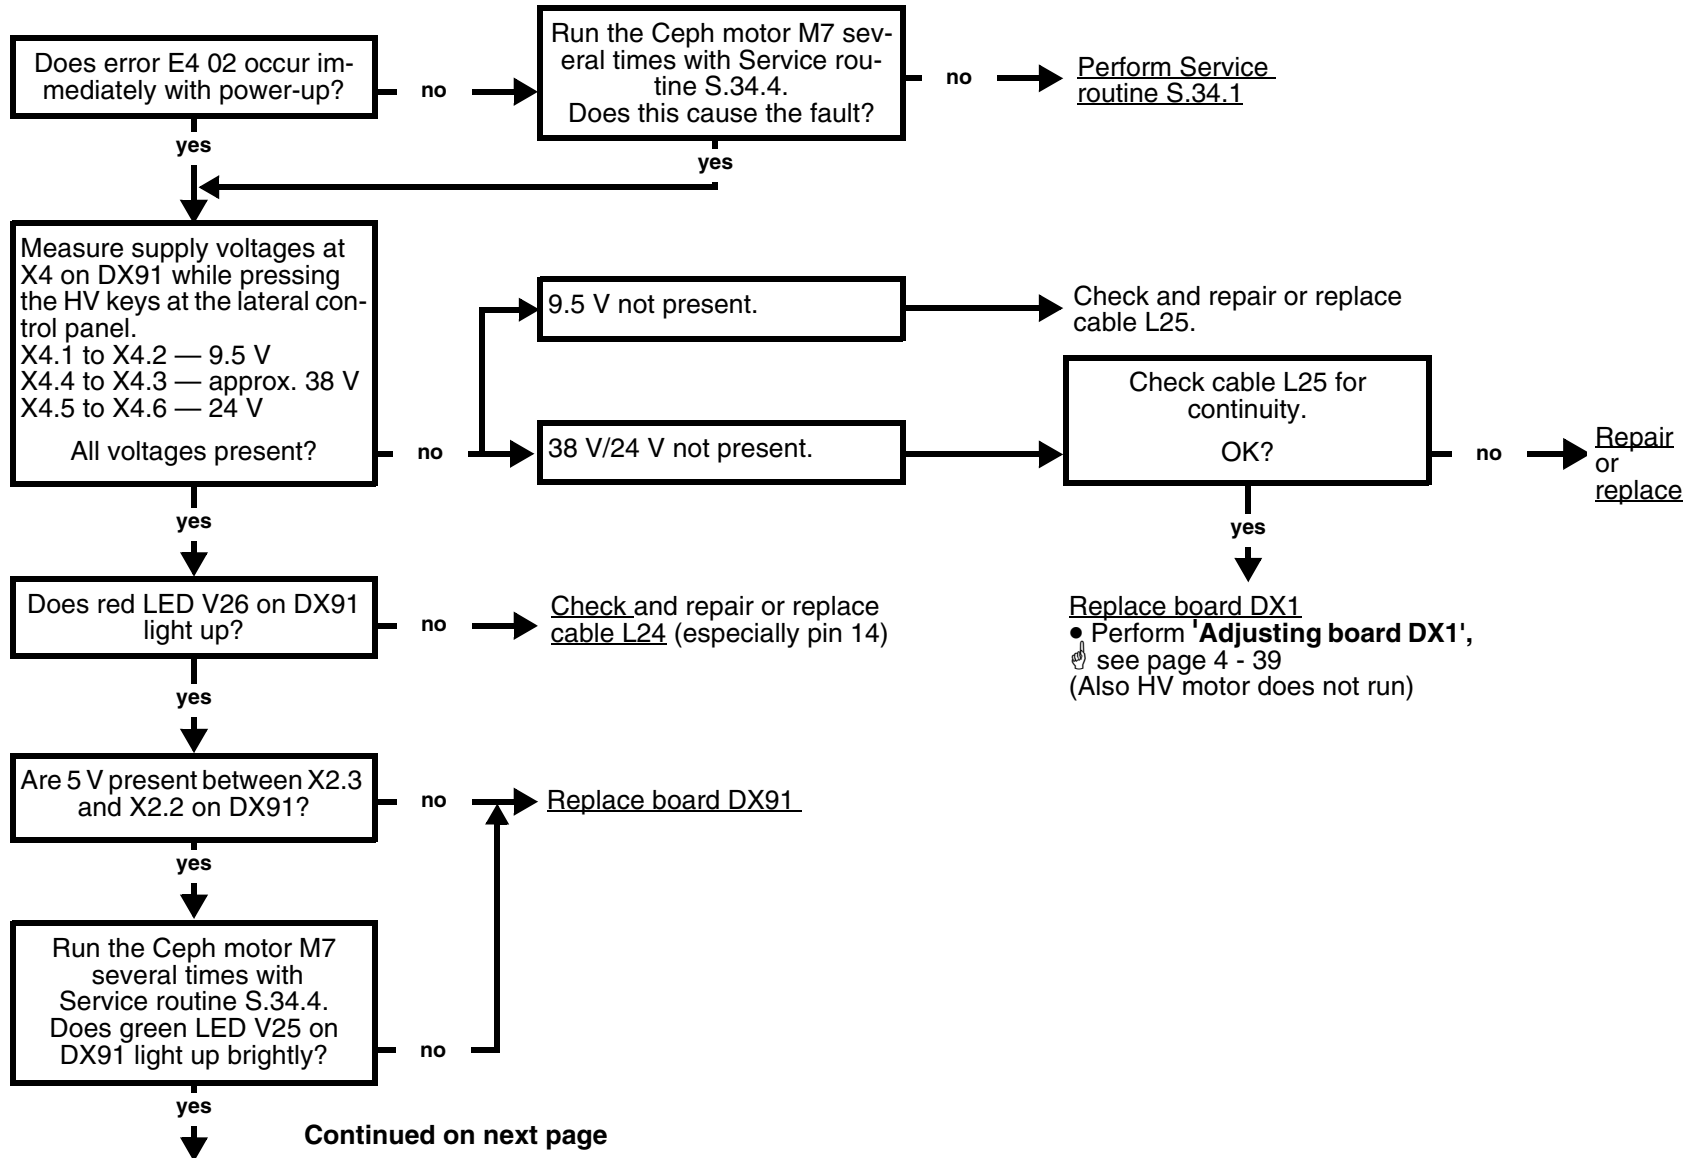 Does error E4 02 occur im-
mediately with power-up?
no
Run the Ceph motor M7 sev-
eral times with Service rou-
tine S.34.4.
Does this cause the fault?
no
Perform Service
routine S.34.1
yes
yes
Measure supply voltages at
X4 on DX91 while pressing
the HV keys at the lateral con-
trol panel.
X4.1 to X4.2 — 9.5 V
X4.4 to X4.3 — approx. 38 V
X4.5 to X4.6 — 24 V
All voltages present?
no
9.5 V not present.
Check and repair or replace
cable L25.
38 V/24 V not present.
Check cable L25 for
continuity.
OK?
no
Repair
or
replace
yes
yes
Does red LED V26 on DX91
light up?
no
Check and repair or replace
cable L24 (especially pin 14)
Replace board DX1
• Perform 'Adjusting board DX1',
☝ see page 4 - 39
(Also HV motor does not run)
yes
Are 5 V present between X2.3
and X2.2 on DX91?
no
Replace board DX91
yes
Run the Ceph motor M7
several times with
Service routine S.34.4.
Does green LED V25 on
DX91 light up brightly?
no
yes
Continued on next page